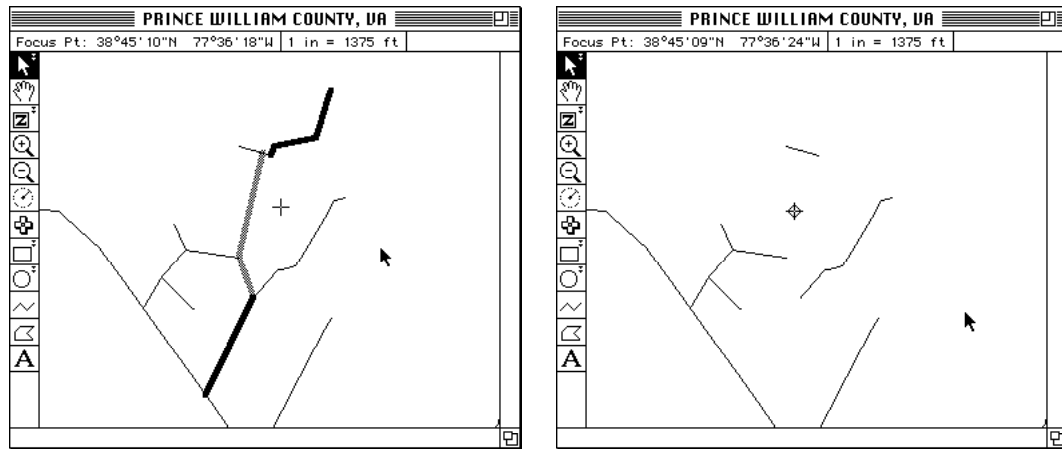 PRINCE WILLIAM COUNTY, VA
Focus Pt: 38°45'10"N 77°36'18"W 1 in = 1375 ft
Z
A
PRINCE WILLIAM COUNTY, VA
Focus Pt: 38°45'09"N 77°36'24"W 1 in = 1375 ft
Z
A